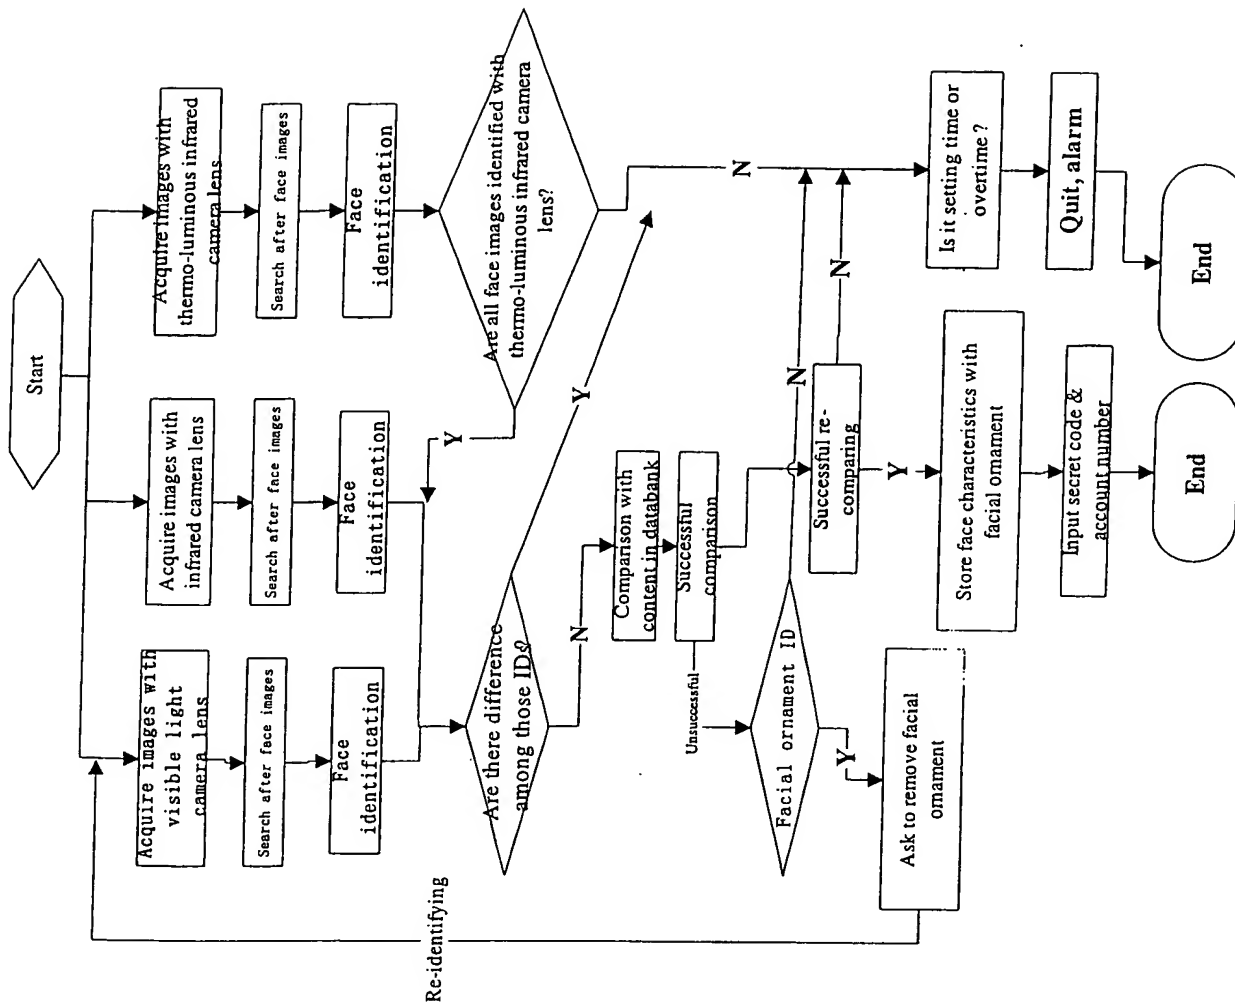 Start
Acquire images with
visible light
camera lens
Acquire images with
infrared camera lens
Acquire images with
thermo-luminous infrared
camera lens
Search after face images
Search after face images
Search after face images
Face
identification
Face
identification
Face
identification
Are all face images identified with
thermo-luminous infrared camera
lens?
Y
N
Re-identifying
Are there difference
among those IDs?
Y
N
Comparison with
content in databank
Successful
comparison
Unsuccessful
Facial ornament ID
N
Y
Successful re-
comparing
N
Y
Ask to remove facial
ornament
Store face characteristics with
facial ornament
Input secret code &
account number
End
Is it setting time or
overtime ?
Quit, alarm
End